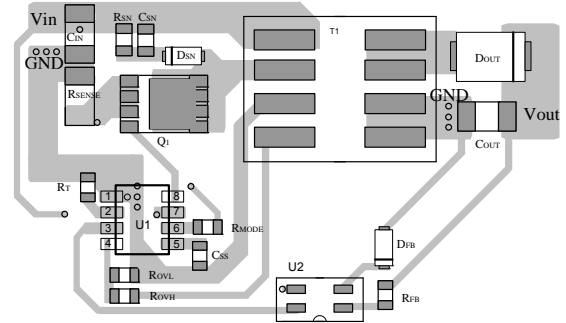 Vin
CIN
RSN
CSN
DSN
T1
DOUT
GND
RSENSE
Q1
GND
Vout
COUT
RT
1
2
3
4
U1
8
7
6
5
RMODE
CSS
ROVL
ROVH
U2
DFB
RFB